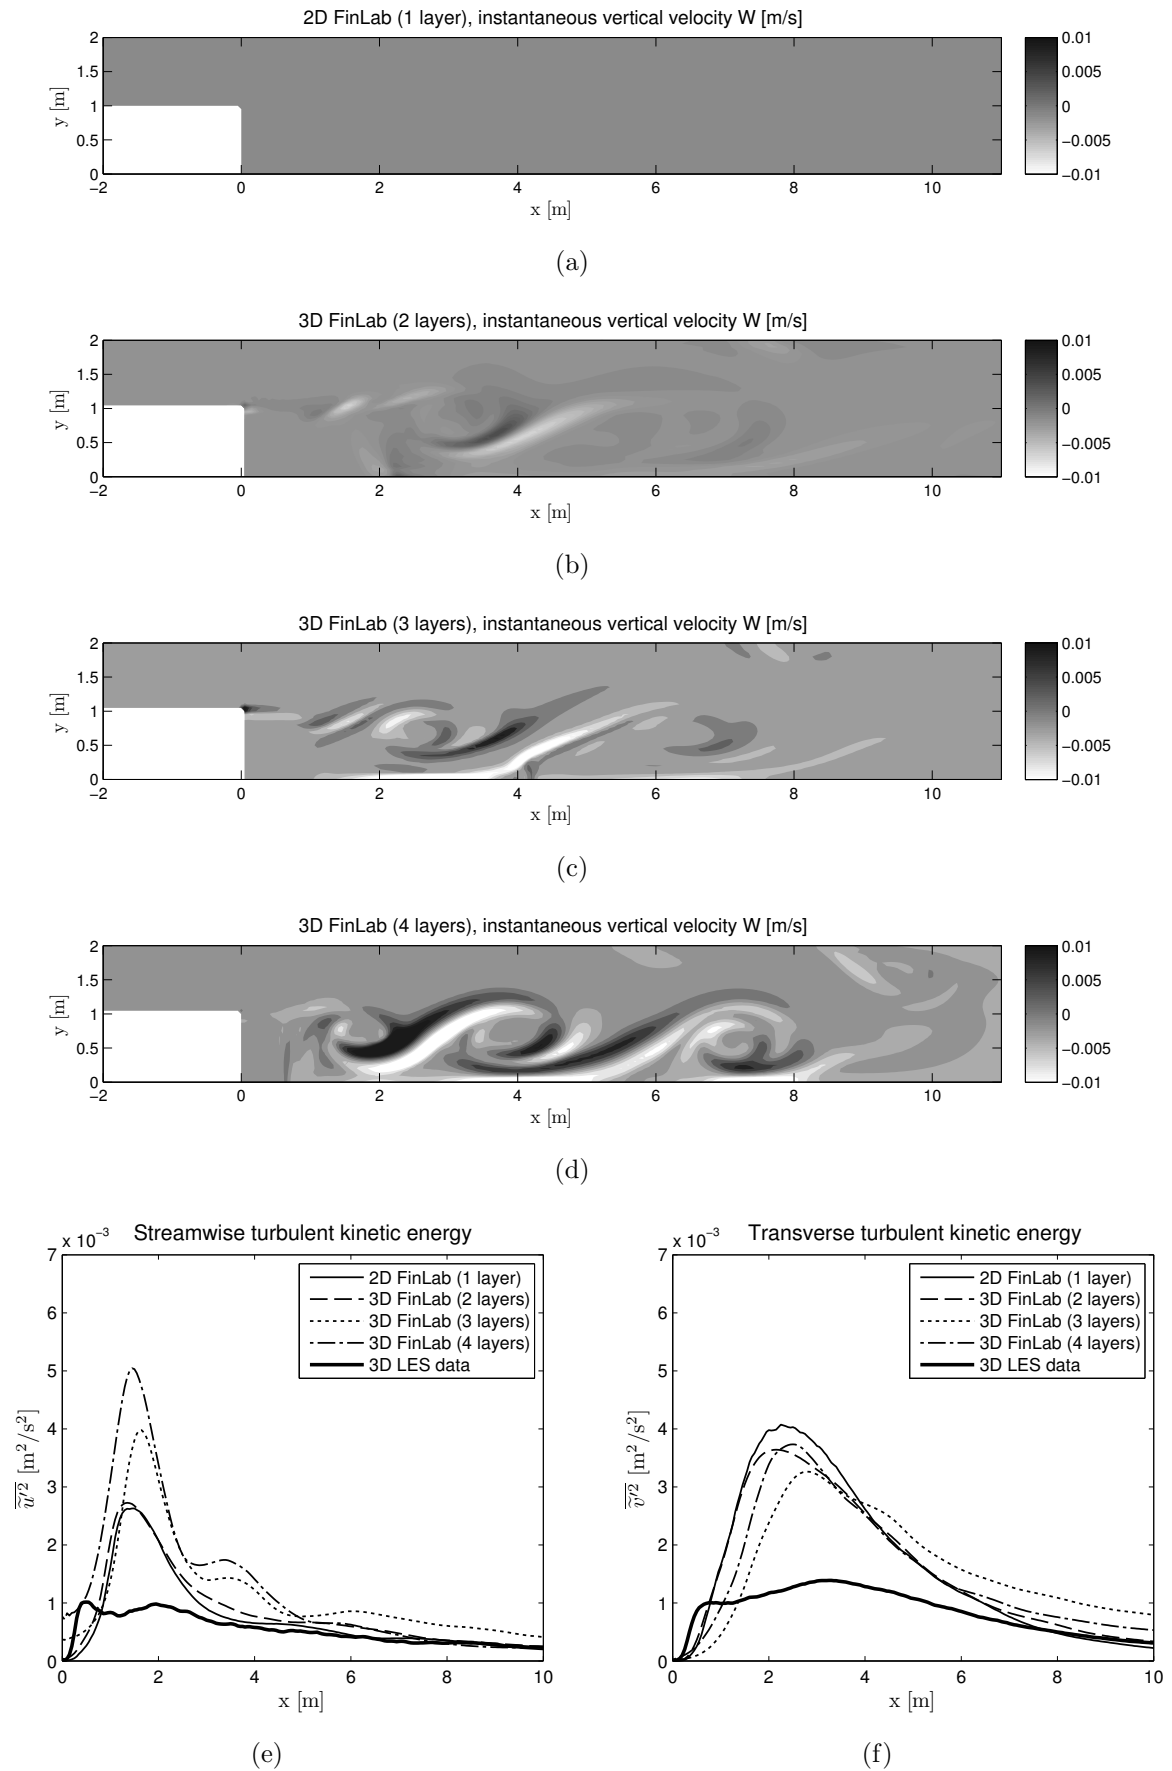 2D FinLab (1 layer), instantaneous vertical velocity W [m/s]
2
1.5
1
0.5
0
y [m]
−2 0 2 4 6 8 10
x [m]
0.01
0.005
0
−0.005
−0.01
(a)
3D FinLab (2 layers), instantaneous vertical velocity W [m/s]
2
1.5
1
0.5
0
y [m]
−2 0 2 4 6 8 10
x [m]
0.01
0.005
0
−0.005
−0.01
(b)
3D FinLab (3 layers), instantaneous vertical velocity W [m/s]
2
1.5
1
0.5
0
y [m]
−2 0 2 4 6 8 10
x [m]
0.01
0.005
0
−0.005
−0.01
(c)
3D FinLab (4 layers), instantaneous vertical velocity W [m/s]
2
1.5
1
0.5
0
y [m]
−2 0 2 4 6 8 10
x [m]
0.01
0.005
0
−0.005
−0.01
(d)
Streamwise turbulent kinetic energy
x 10⁻³
7
6
5
4
3
2
1
0
$\overline{\widetilde{u}'^2}$ [m²/s²]
2D FinLab (1 layer)
3D FinLab (2 layers)
3D FinLab (3 layers)
3D FinLab (4 layers)
3D LES data
0 2 4 6 8 10
x [m]
(e)
Transverse turbulent kinetic energy
x 10⁻³
7
6
5
4
3
2
1
0
$\overline{\widetilde{v}'^2}$ [m²/s²]
2D FinLab (1 layer)
3D FinLab (2 layers)
3D FinLab (3 layers)
3D FinLab (4 layers)
3D LES data
0 2 4 6 8 10
x [m]
(f)